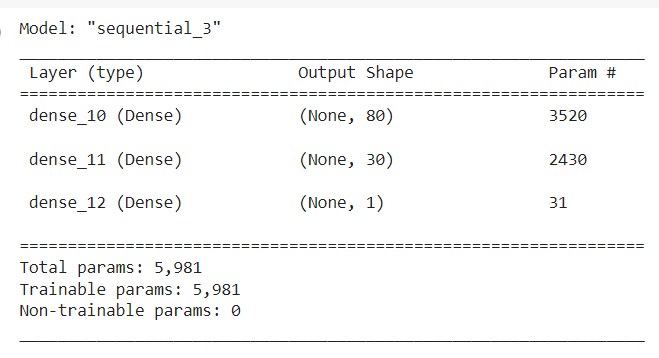 Model: "sequential_3"
Layer (type) Output Shape Param #
dense_10 (Dense) (None, 80) 3520
dense_11 (Dense) (None, 30) 2430
dense_12 (Dense) (None, 1) 31
Total params: 5,981
Trainable params: 5,981
Non-trainable params: 0